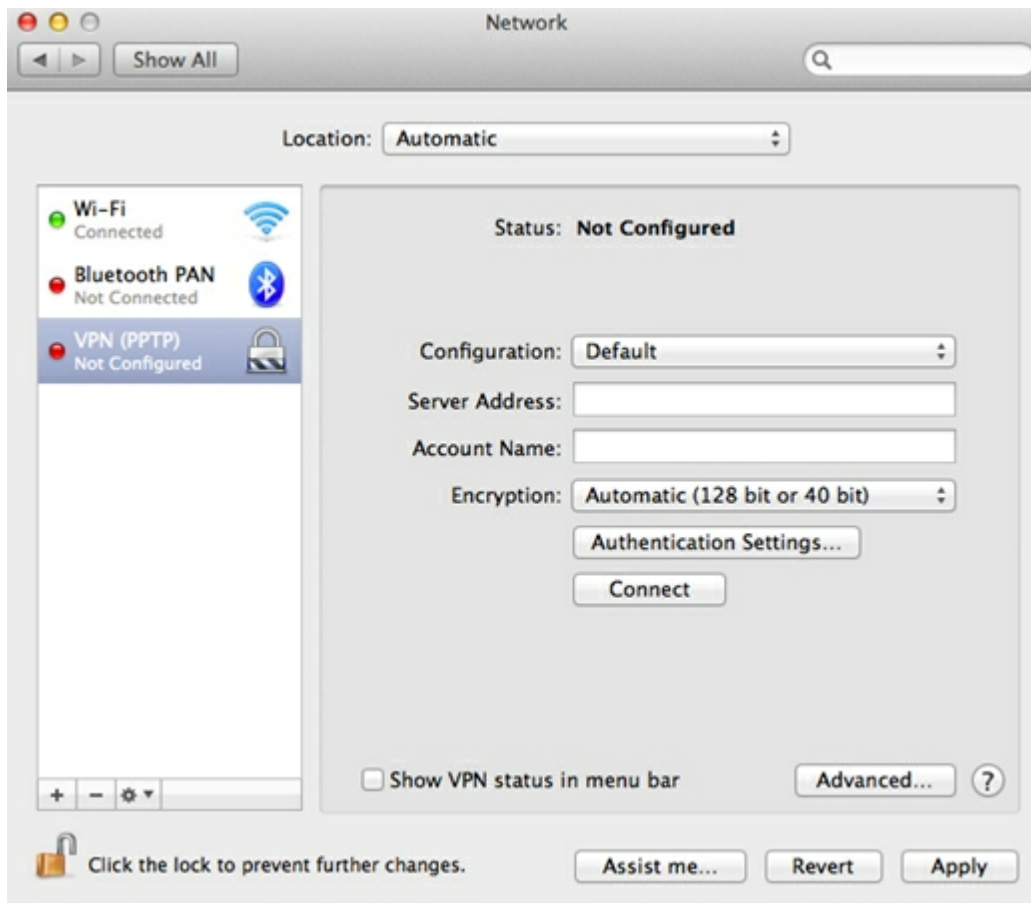 Network
Show All
Location: Automatic
Wi-Fi
Connected
Bluetooth PAN
Not Connected
VPN (PPTP)
Not Configured
Status: Not Configured
Configuration: Default
Server Address:
Account Name:
Encryption: Automatic (128 bit or 40 bit)
Authentication Settings...
Connect
Show VPN status in menu bar
Advanced... ?
+ −
Click the lock to prevent further changes.
Assist me... Revert Apply